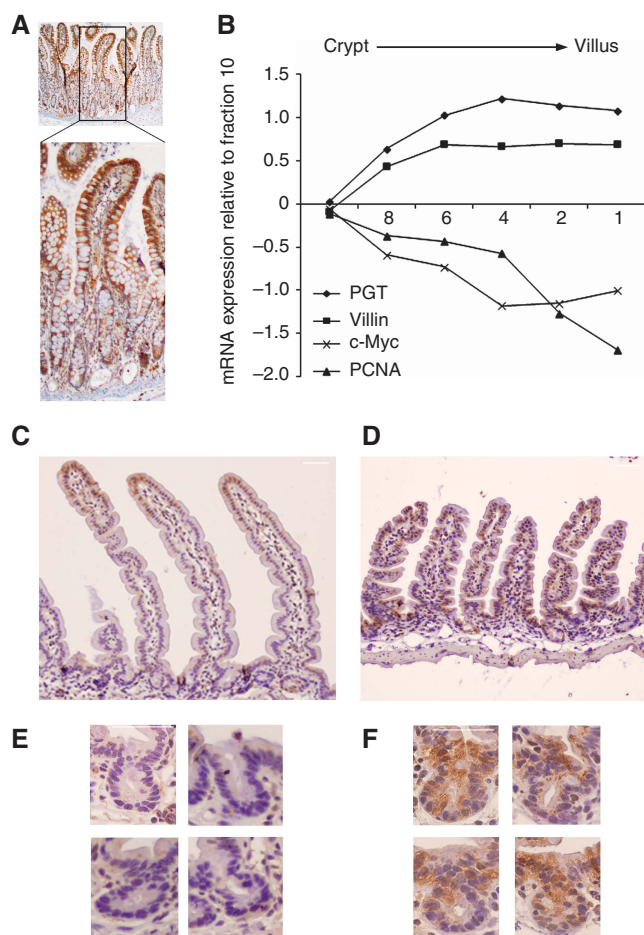 A
B
Crypt
Villus
mRNA expression relative to fraction 10
1.5
1.0
0.5
0
–0.5
–1.0
–1.5
–2.0
8
6
4
2
1
PGT
Villin
c-Myc
PCNA
C
D
E
F